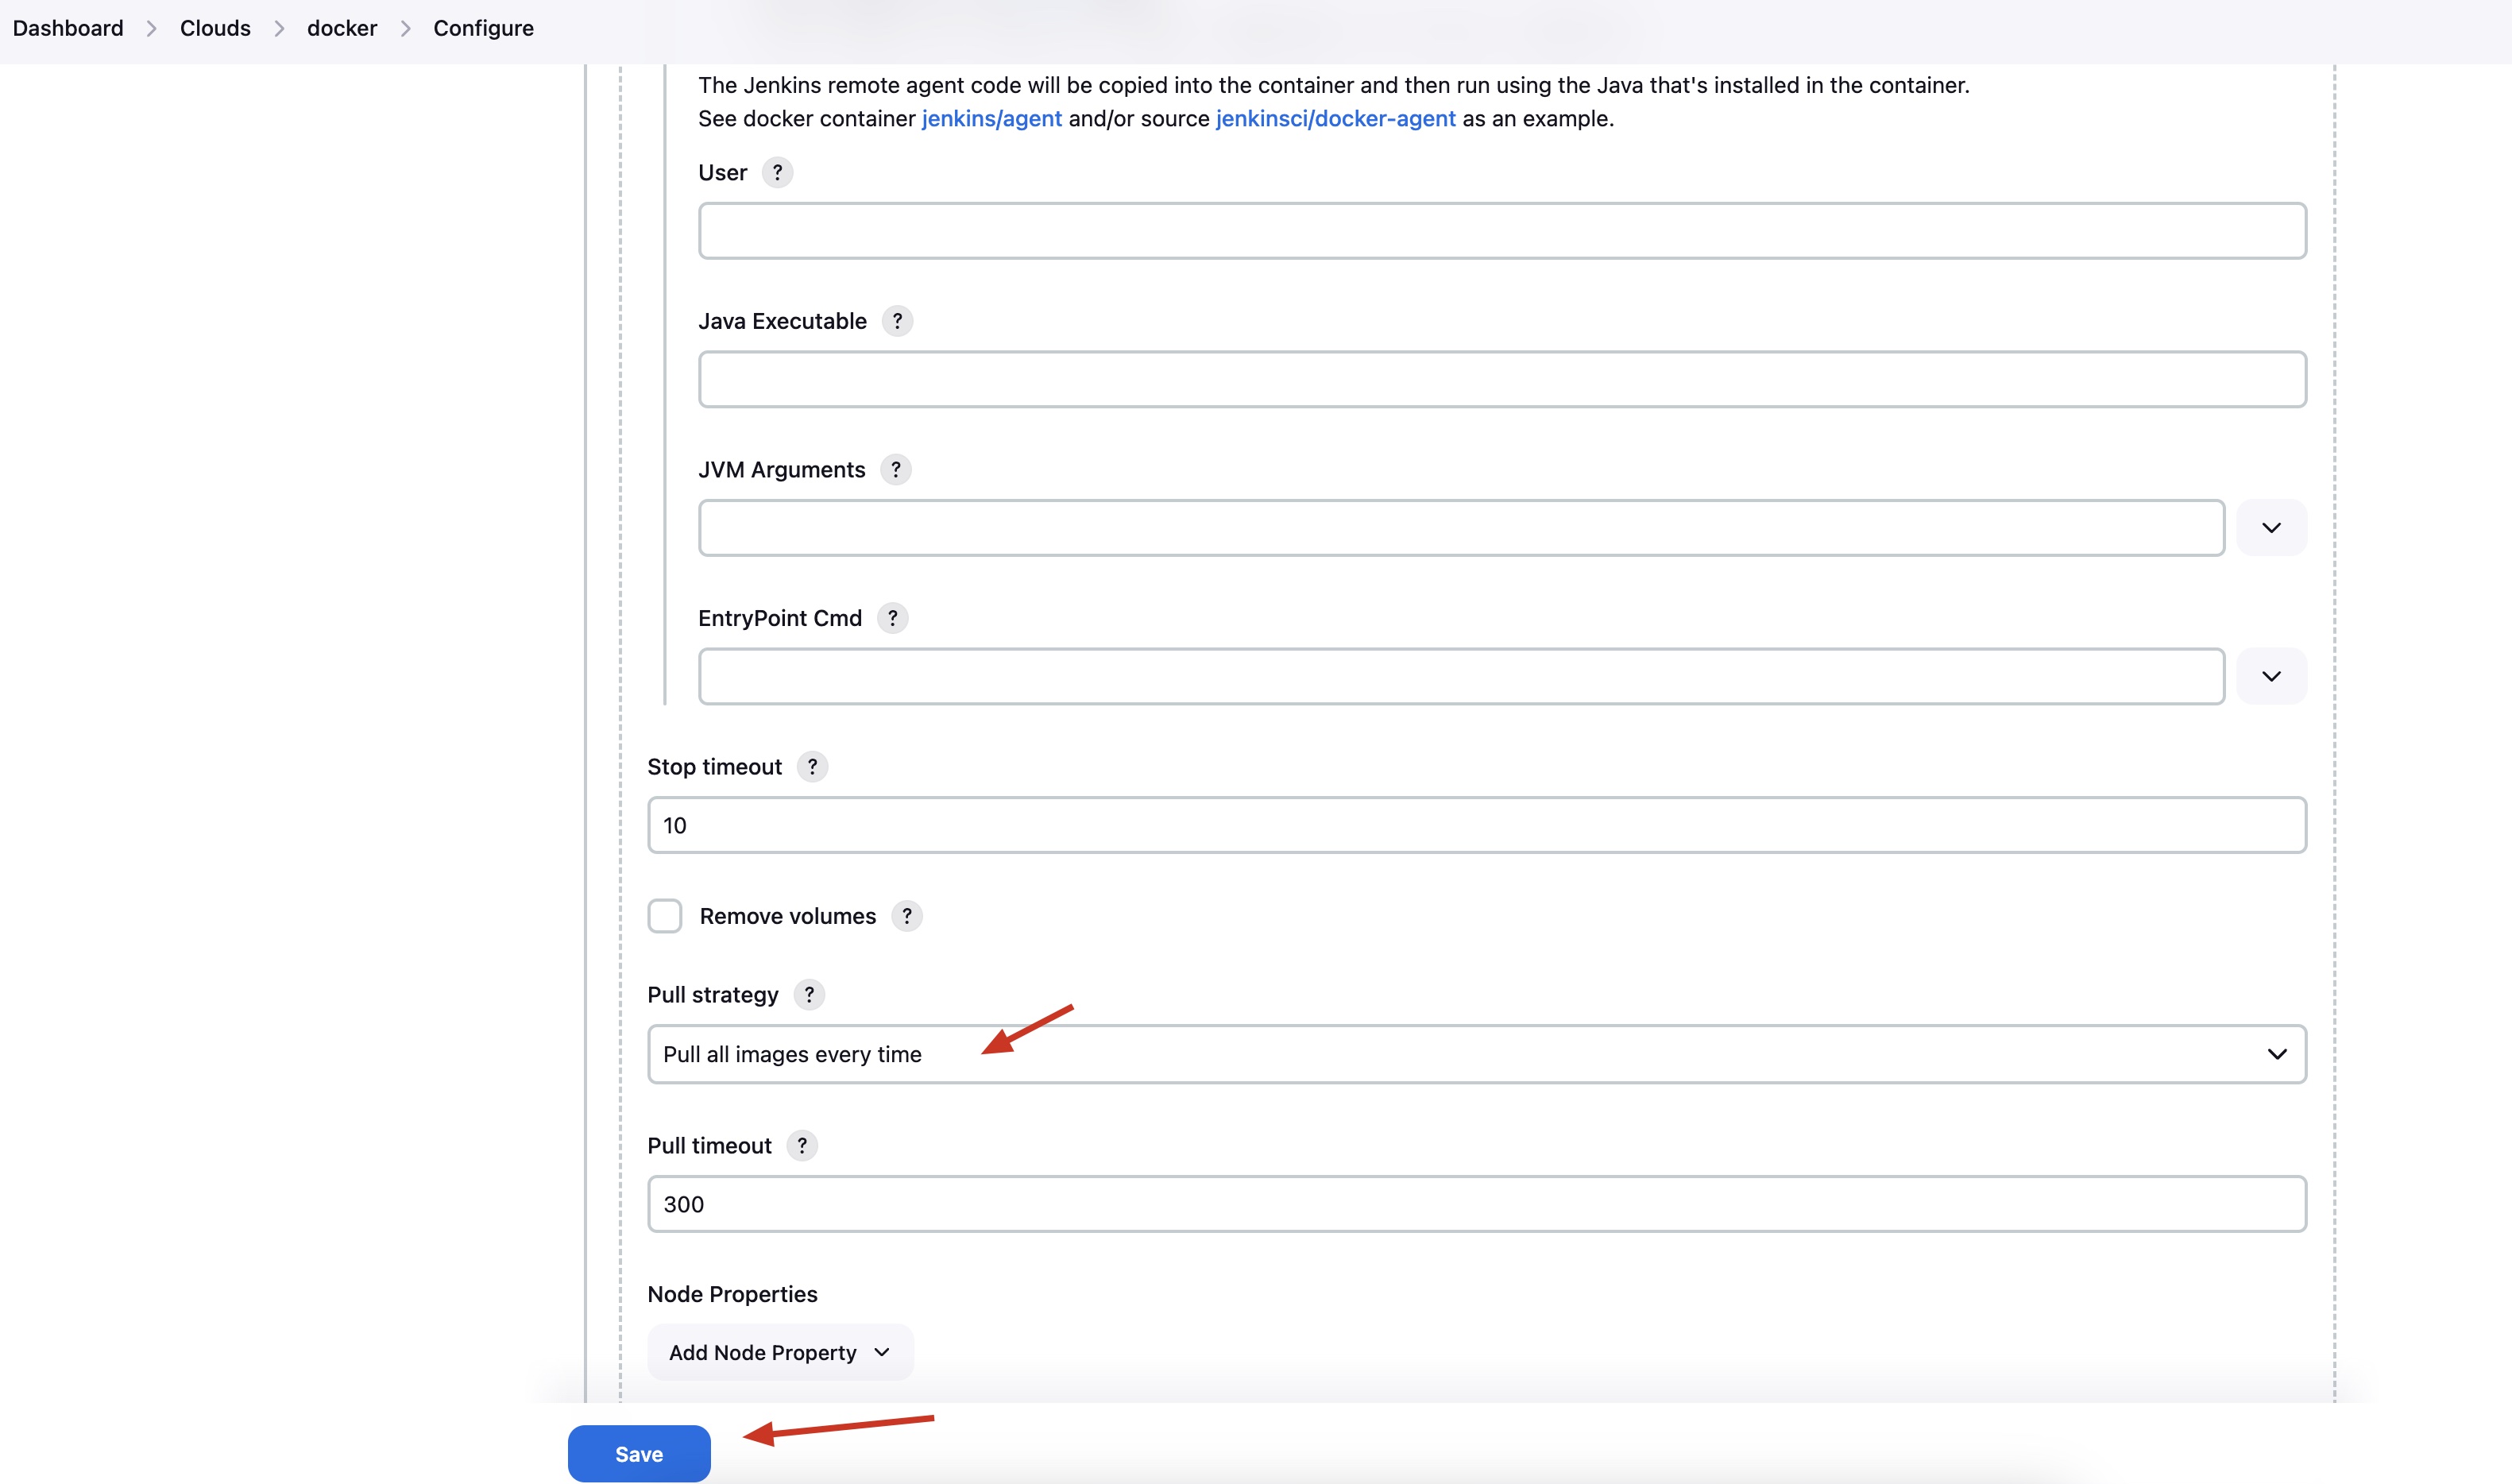 Dashboard > Clouds > docker > Configure
The Jenkins remote agent code will be copied into the container and then run using the Java that's installed in the container.
See docker container jenkins/agent and/or source jenkinsci/docker-agent as an example.
User ?
Java Executable ?
JVM Arguments ?
EntryPoint Cmd ?
Stop timeout ?
10
Remove volumes ?
Pull strategy ?
Pull all images every time
Pull timeout ?
300
Node Properties
Add Node Property
Save